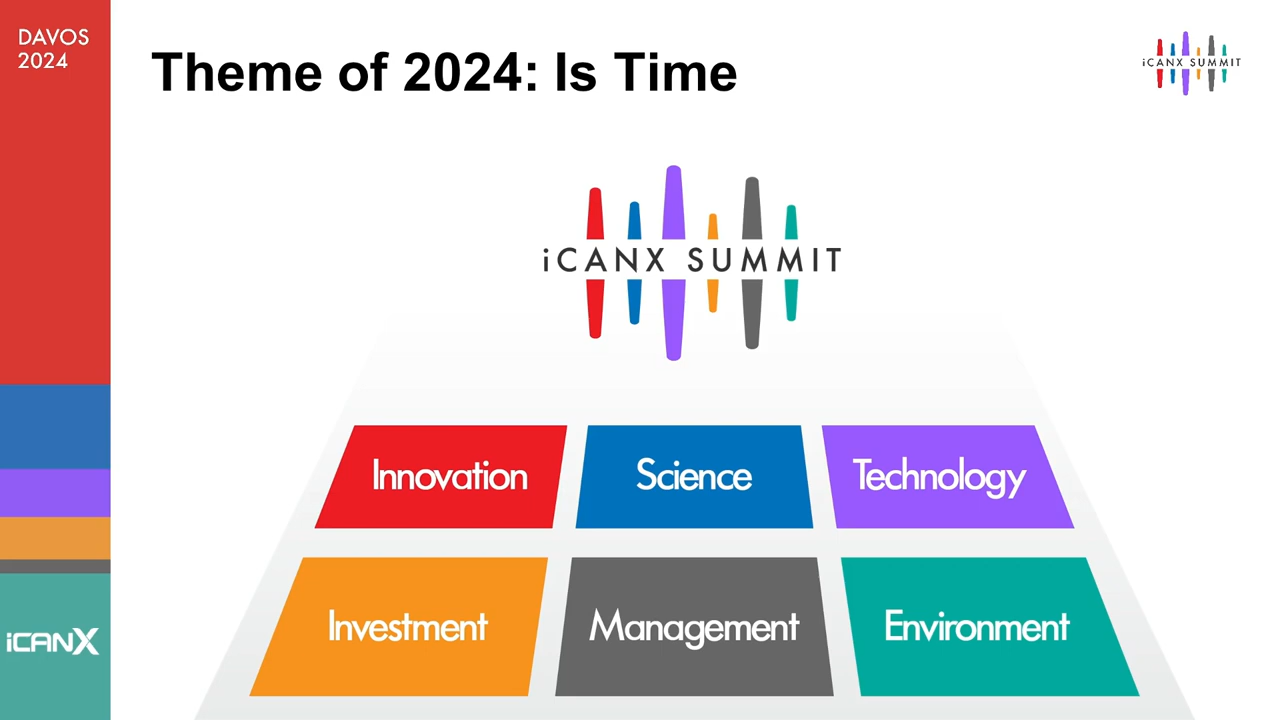 DAVOS
2024
Theme of 2024: Is Time
iCANX SUMMIT
iCANX SUMMIT
Innovation
Science
Technology
Investment
Management
Environment
iCANX